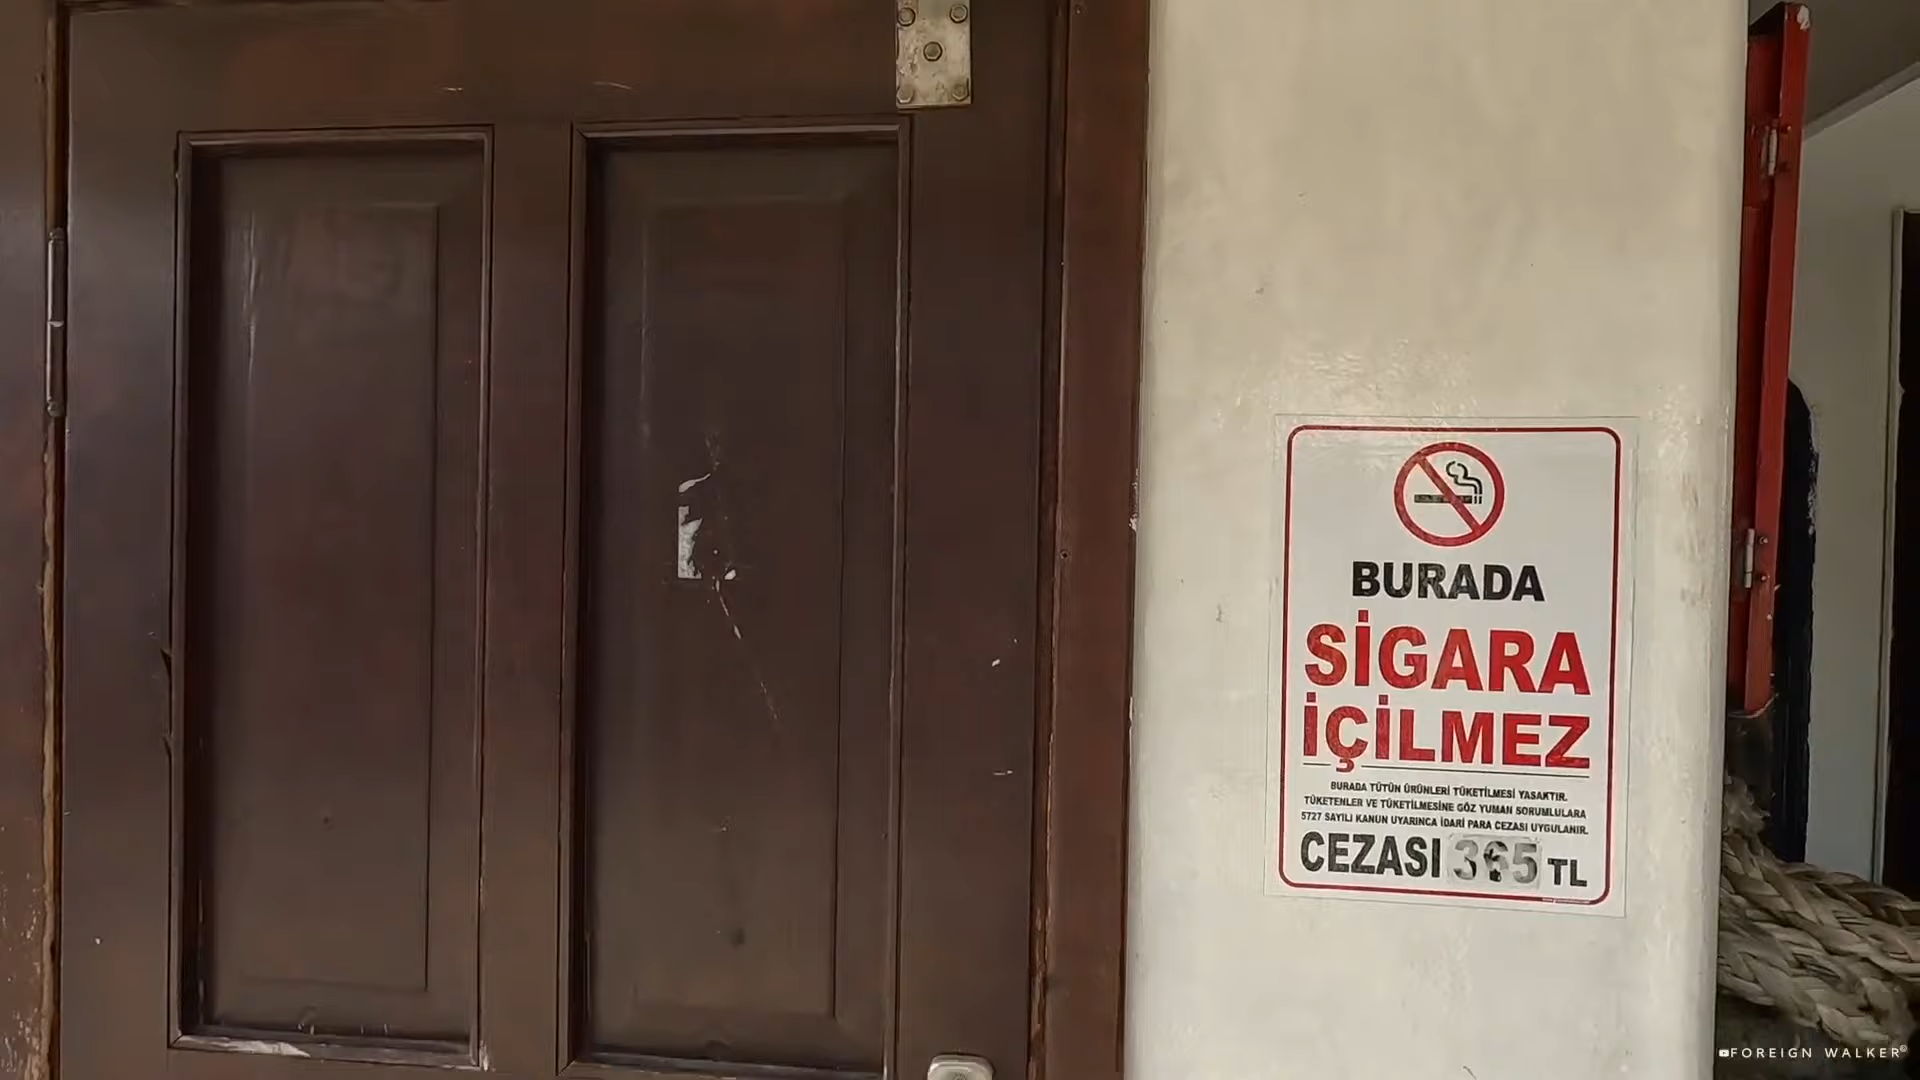 BURADA
SİGARA
İÇİLMEZ
BURADA TÜTÜN ÜRÜNLERİ TÜKETİLMESİ YASAKTIR.
TÜKETENLER VE TÜKETİLMESİNE GÖZ YUMAN SORUMLULARA
5727 SAYILI KANUN UYARINCA İDARİ PARA CEZASI UYGULANIR.
CEZASI 365 TL
FOREIGN WALKER©